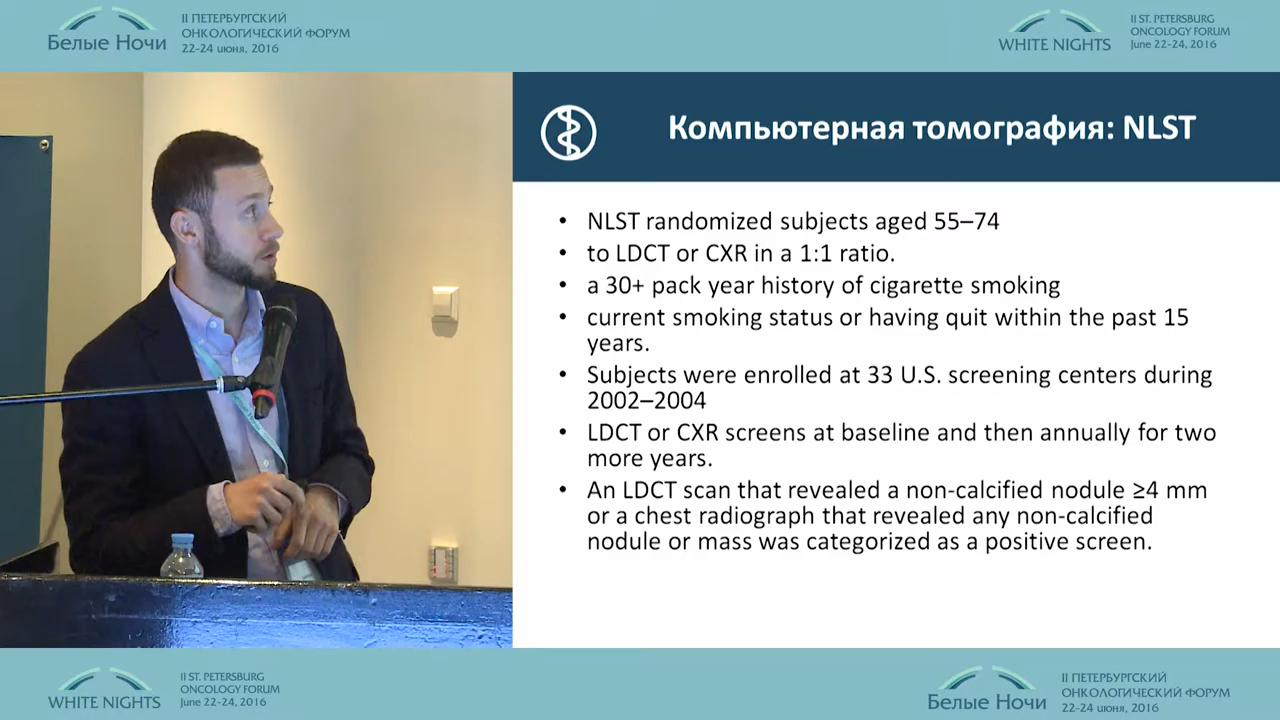 Белые Ночи
II ПЕТЕРБУРГСКИЙ
ОНКОЛОГИЧЕСКИЙ ФОРУМ
22-24 июня, 2016
WHITE NIGHTS
II ST. PETERSBURG
ONCOLOGY FORUM
June 22-24, 2016
Компьютерная томография: NLST
• NLST randomized subjects aged 55–74
• to LDCT or CXR in a 1:1 ratio.
• a 30+ pack year history of cigarette smoking
• current smoking status or having quit within the past 15
years.
• Subjects were enrolled at 33 U.S. screening centers during
2002–2004
• LDCT or CXR screens at baseline and then annually for two
more years.
• An LDCT scan that revealed a non-calcified nodule ≥4 mm
or a chest radiograph that revealed any non-calcified
nodule or mass was categorized as a positive screen.
WHITE NIGHTS
II ST. PETERSBURG
ONCOLOGY FORUM
June 22-24, 2016
Белые Ночи
II ПЕТЕРБУРГСКИЙ
ОНКОЛОГИЧЕСКИЙ ФОРУМ
22-24 июня, 2016